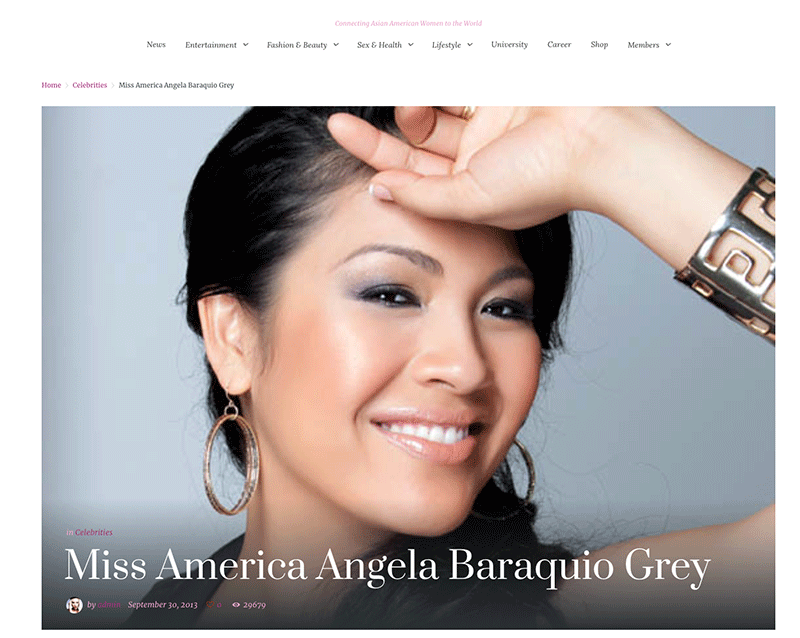 Connecting Asian American Women to the World
News Entertainment Fashion & Beauty Sex & Health Lifestyle University Career Shop Members
Home > Celebrities > Miss America Angela Baraquio Grey
in Celebrities
Miss America Angela Baraquio Grey
by admin September 30, 2013 0 29679